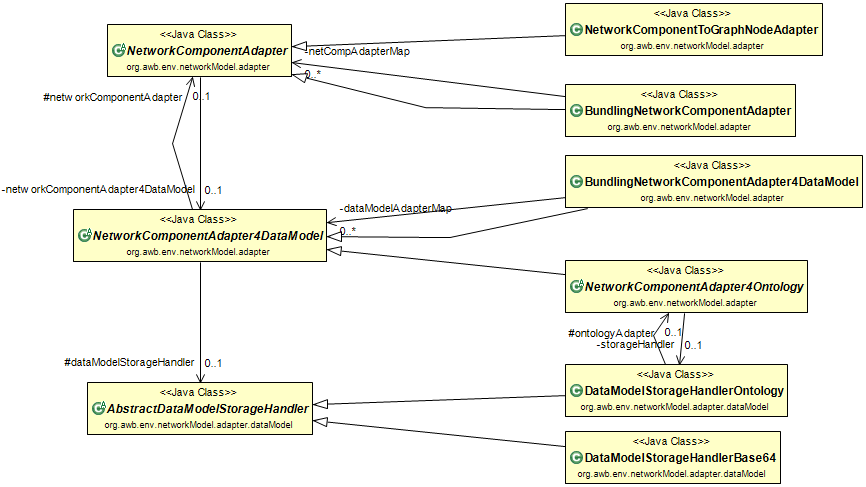 <<Java Class>>
NetworkComponentAdapter
org.awb.env.networkModel.adapter
<<Java Class>>
NetworkComponentToGraphNodeAdapter
org.awb.env.networkModel.adapter
-netCompAdapterMap
0..*
<<Java Class>>
BundlingNetworkComponentAdapter
org.awb.env.networkModel.adapter
#networkComponentAdapter
0..1
-networkComponentAdapter4DataModel
0..1
<<Java Class>>
BundlingNetworkComponentAdapter4DataModel
org.awb.env.networkModel.adapter
-dataModelAdapterMap
0..*
<<Java Class>>
NetworkComponentAdapter4DataModel
org.awb.env.networkModel.adapter
<<Java Class>>
NetworkComponentAdapter4Ontology
org.awb.env.networkModel.adapter
#ontologyAdapter
0..1
-storageHandler
0..1
#dataModelStorageHandler
0..1
<<Java Class>>
AbstractDataModelStorageHandler
org.awb.env.networkModel.adapter.dataModel
<<Java Class>>
DataModelStorageHandlerOntology
org.awb.env.networkModel.adapter.dataModel
<<Java Class>>
DataModelStorageHandlerBase64
org.awb.env.networkModel.adapter.dataModel